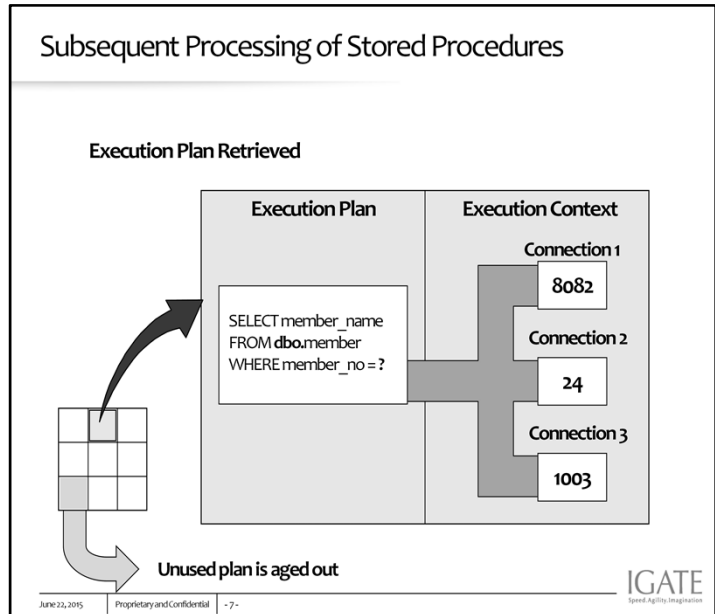 Subsequent Processing of Stored Procedures
Execution Plan Retrieved
Execution Plan
Execution Context
Connection 1
8082
SELECT member_name
FROM dbo.member
WHERE member_no = ?
Connection 2
24
Connection 3
1003
Unused plan is aged out
June 22, 2015
Proprietary and Confidential
- 7 -
IGATE
Speed.Agility.Imagination